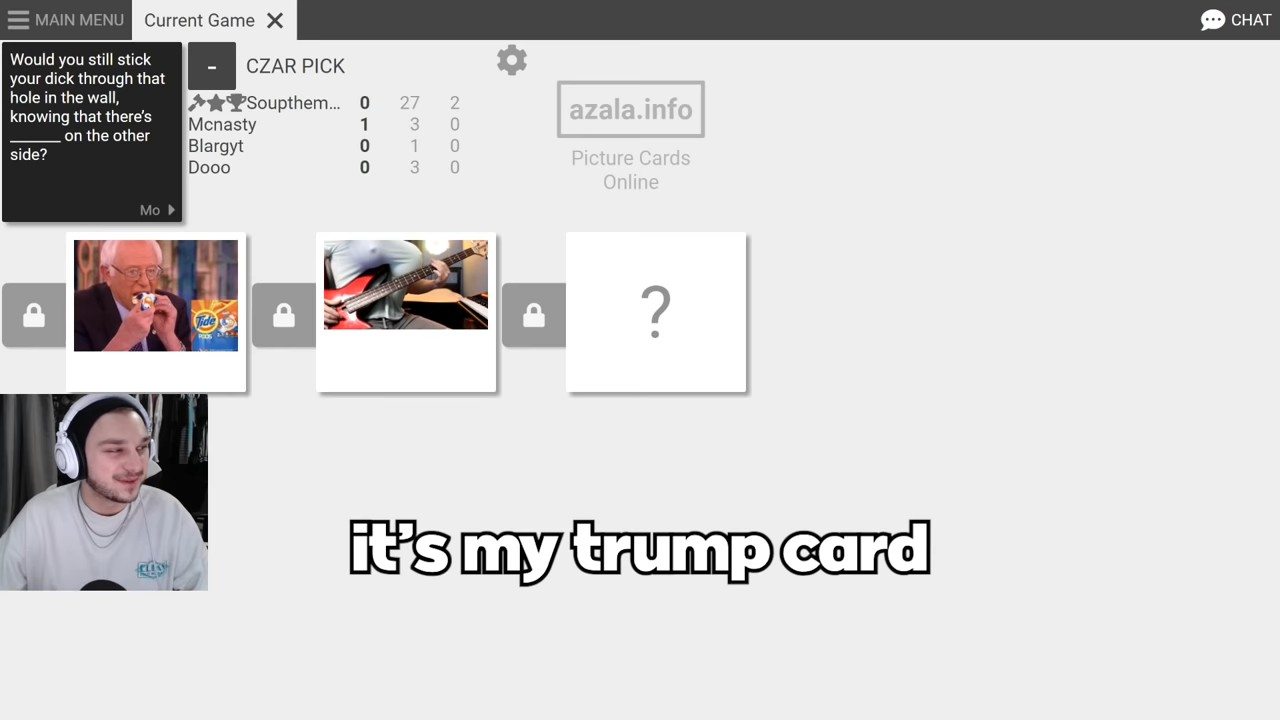 MAIN MENU
Current Game
CHAT
Would you still stick
your dick through that
hole in the wall,
knowing that there's
______ on the other
side?
Mo
-
CZAR PICK
Soupthem... 0 27 2
Mcnasty 1 3 0
Blargyt 0 1 0
Dooo 0 3 0
azala.info
Picture Cards
Online
Tide
PODS
?
it's my trump card